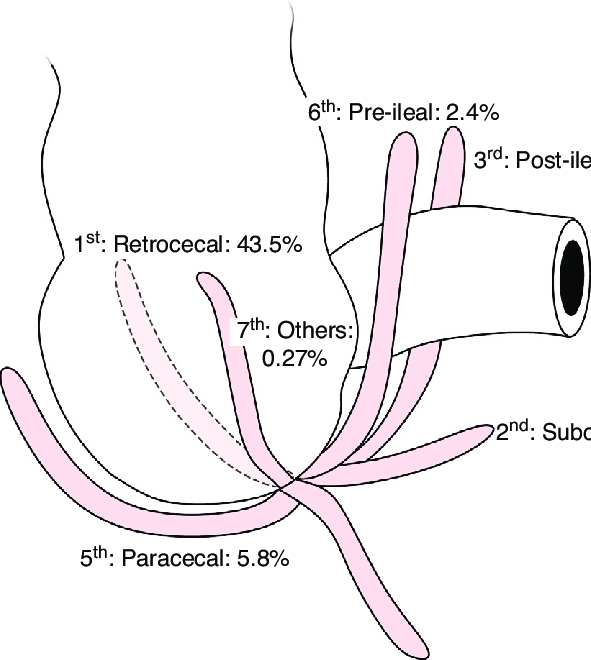 6th: Pre-ileal: 2.4%
3rd: Post-ile
1st: Retrocecal: 43.5%
7th: Others:
0.27%
2nd: Subc
5th: Paracecal: 5.8%